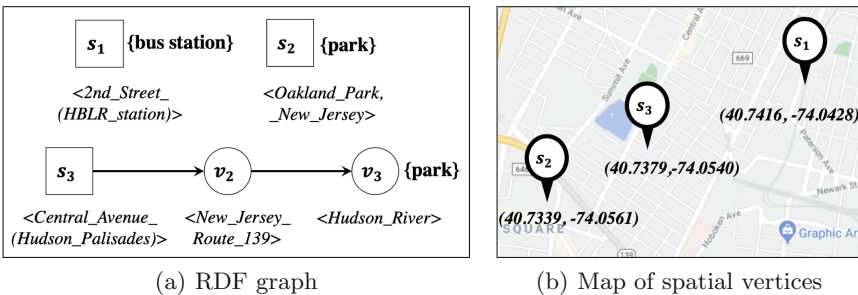 s₁ {bus station}
s₂ {park}
<2nd_Street_
(HBLR_station)>
<Oakland_Park,
_New_Jersey>
s₃
v₂
v₃ {park}
<Central_Avenue_
(Hudson_Palisades)>
<New_Jersey_
Route_139>
<Hudson_River>
(a) RDF graph
Central Ave
Summit Ave
669
s₁
(40.7416, -74.0428)
s₃
(40.7379,-74.0540)
s₂
(40.7339, -74.0561)
64
SQUARE
139
Hoboken Ave
Paterson Ave
Newark St
Graphic Ar
(b) Map of spatial vertices